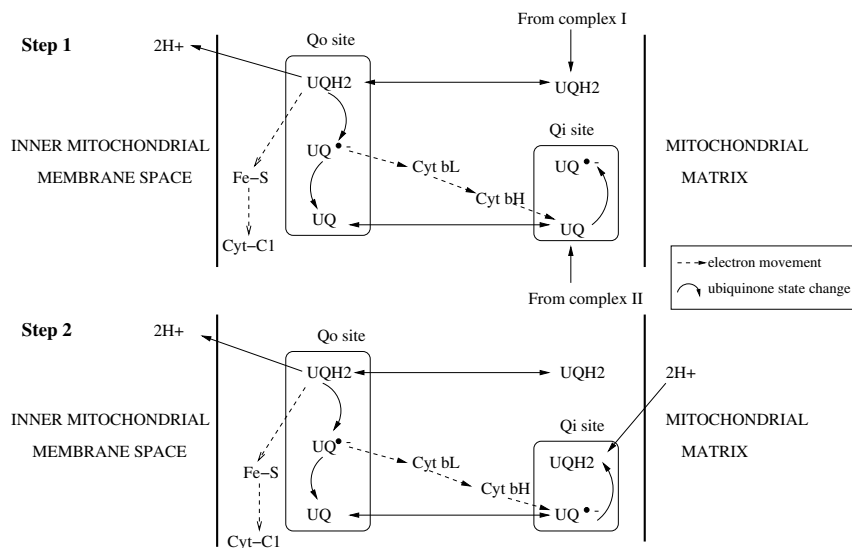 From complex I
Step 1
2H+
Qo site
UQH2
UQH2
Qi site
INNER MITOCHONDRIAL
MEMBRANE SPACE
UQ•-
Cyt bL
UQ•-
MITOCHONDRIAL
MATRIX
Fe-S
Cyt bH
UQ
UQ
Cyt-C1
electron movement
ubiquinone state change
From complex II
Step 2
2H+
Qo site
UQH2
UQH2
2H+
INNER MITOCHONDRIAL
MEMBRANE SPACE
Qi site
MITOCHONDRIAL
MATRIX
UQ•-
Cyt bL
UQH2
Fe-S
Cyt bH
UQ
UQ•-
Cyt-C1